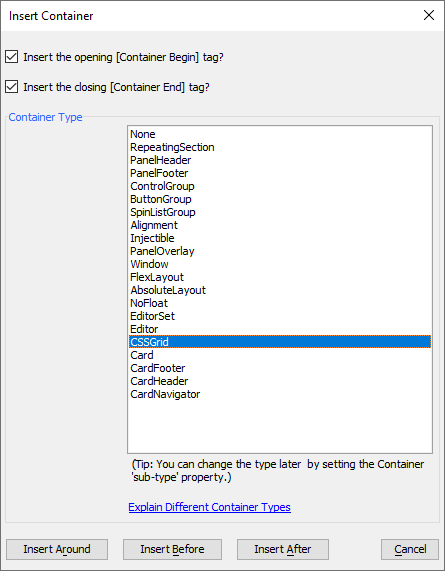 Insert Container
Insert the opening [Container Begin] tag?
Insert the closing [Container End] tag?
Container Type
None
RepeatingSection
PanelHeader
PanelFooter
ControlGroup
ButtonGroup
SpinListGroup
Alignment
Injectible
PanelOverlay
Window
FlexLayout
AbsoluteLayout
NoFloat
EditorSet
Editor
CSSGrid
Card
CardFooter
CardHeader
CardNavigator
(Tip: You can change the type later by setting the Container
'sub-type' property.)
Explain Different Container Types
Insert Around
Insert Before
Insert After
Cancel